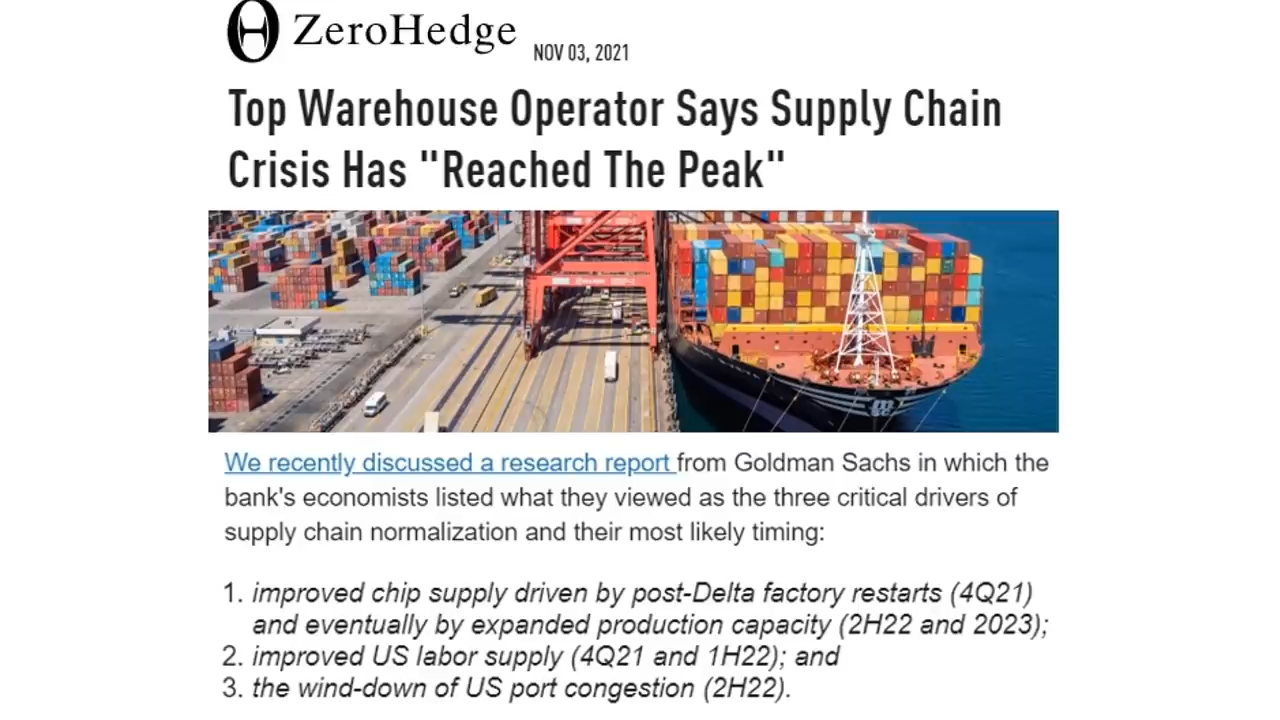 ZeroHedge
NOV 03, 2021
Top Warehouse Operator Says Supply Chain
Crisis Has "Reached The Peak"
We recently discussed a research report from Goldman Sachs in which the
bank's economists listed what they viewed as the three critical drivers of
supply chain normalization and their most likely timing:
1. improved chip supply driven by post-Delta factory restarts (4Q21)
and eventually by expanded production capacity (2H22 and 2023);
2. improved US labor supply (4Q21 and 1H22); and
3. the wind-down of US port congestion (2H22).